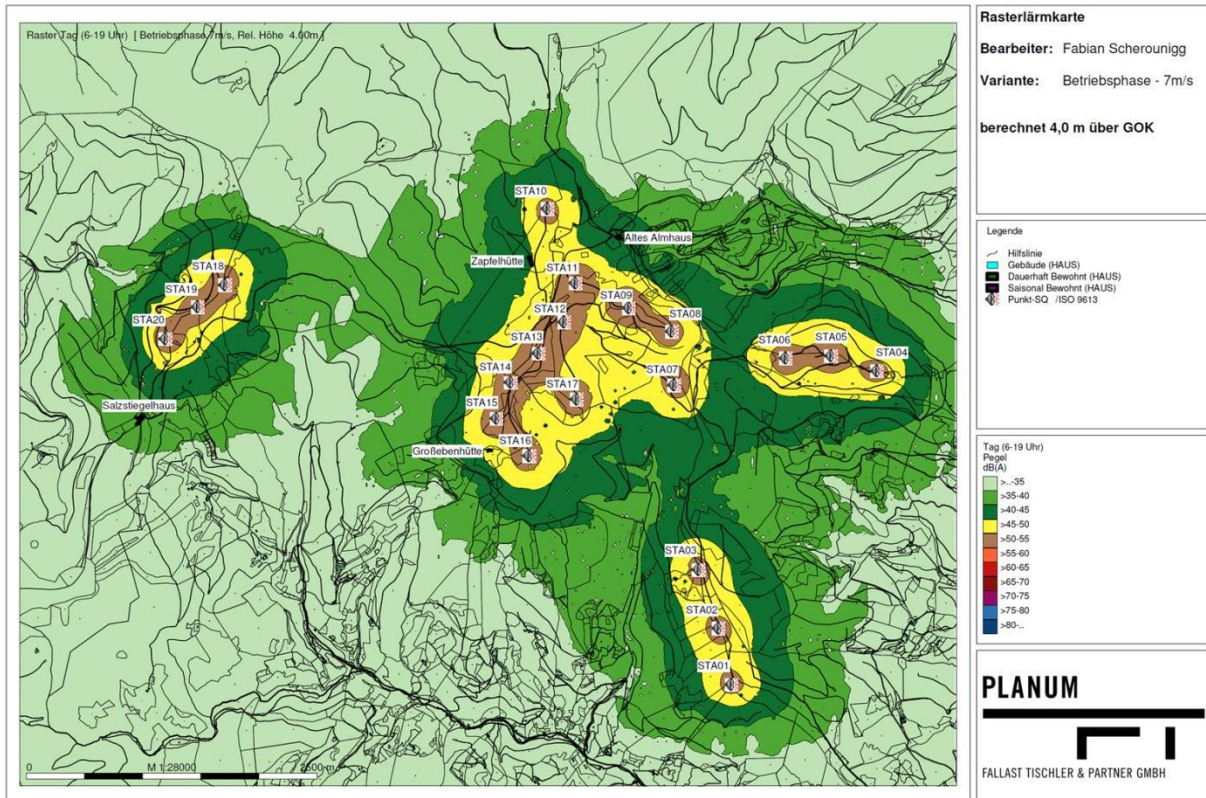 Raster Tag (6-19 Uhr) [ Betriebsphase 7m/s, Rel. Höhe 4.00m ]
STA10
Altes Almhaus
Zapfelhütte
STA11
STA18
STA19
STA09
STA12
STA20
STA08
STA13
STA06
STA05
STA04
STA14
STA17
STA07
Salzstiegelhaus
STA15
STA16
Großebenhütte
STA03
STA02
STA01
0 M 1:28000 2500 m
Rasterlärmkarte
Bearbeiter: Fabian Scherounigg
Variante: Betriebsphase - 7m/s
berechnet 4,0 m über GOK
Legende
Hilfslinie
Gebäude (HAUS)
Dauerhaft Bewohnt (HAUS)
Saisonal Bewohnt (HAUS)
Punkt-SQ /ISO 9613
Tag (6-19 Uhr)
Pegel
dB(A)
>..-35
>35-40
>40-45
>45-50
>50-55
>55-60
>60-65
>65-70
>70-75
>75-80
>80-..
PLANUM
FALLAST TISCHLER & PARTNER GMBH